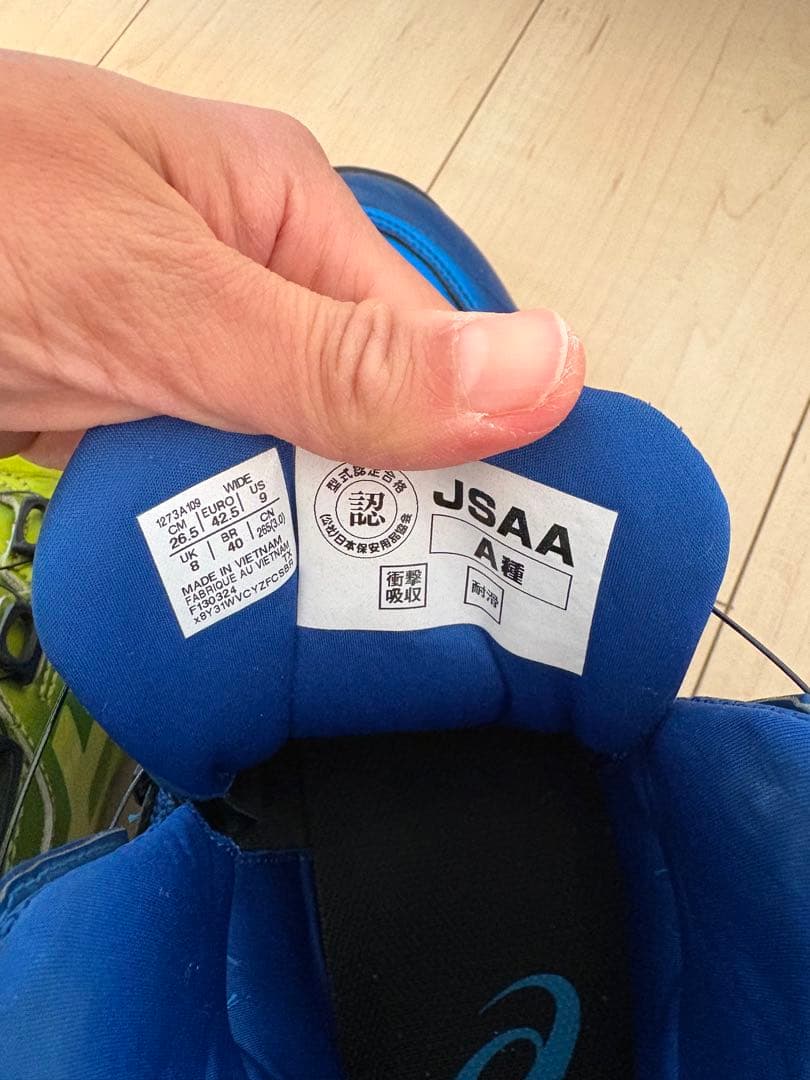 1273A109 WIDE
CM EURO US
26.5 42.5 9
UK BR CN
8 40 265(3.0)
MADE IN VIETNAM
FABRIQUE AU VIETNAM
F130324 TX
x8Y31WVCYZFCSBR
型式認定合格
認
(公社)日本保安用品協会
JSAA
A種
衝撃
吸収
耐滑